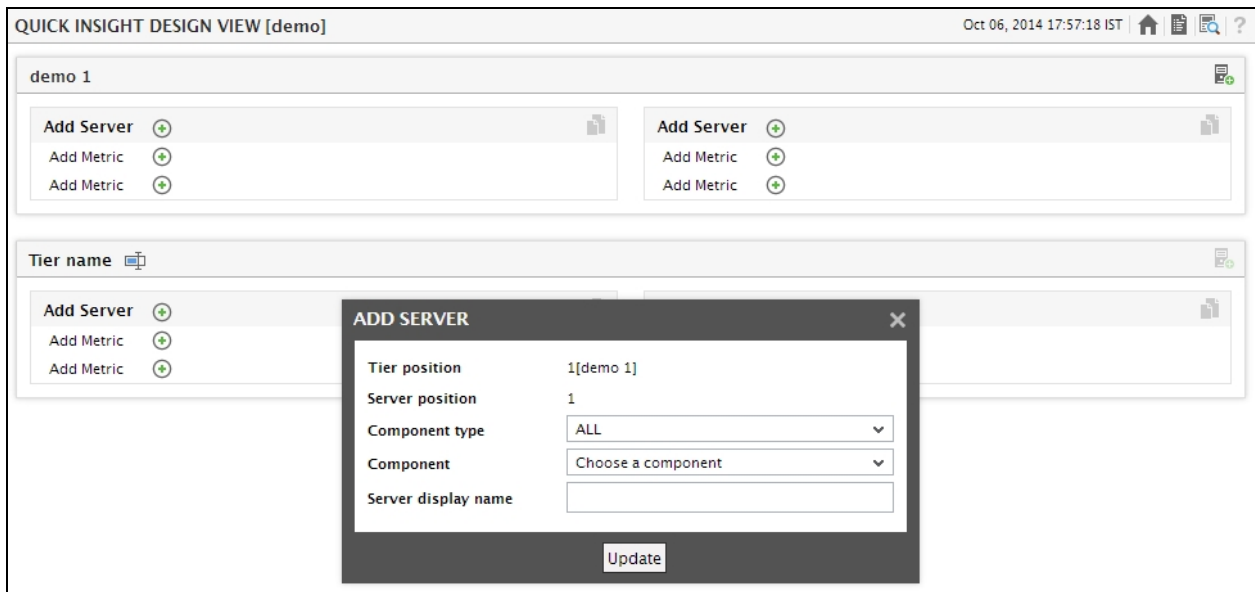 QUICK INSIGHT DESIGN VIEW [demo]
Oct 06, 2014 17:57:18 IST
?
demo 1
Add Server
Add Metric
Add Metric
Add Server
Add Metric
Add Metric
Tier name
Add Server
Add Metric
Add Metric
ADD SERVER
Tier position 1[demo 1]
Server position 1
Component type ALL
Component Choose a component
Server display name
Update